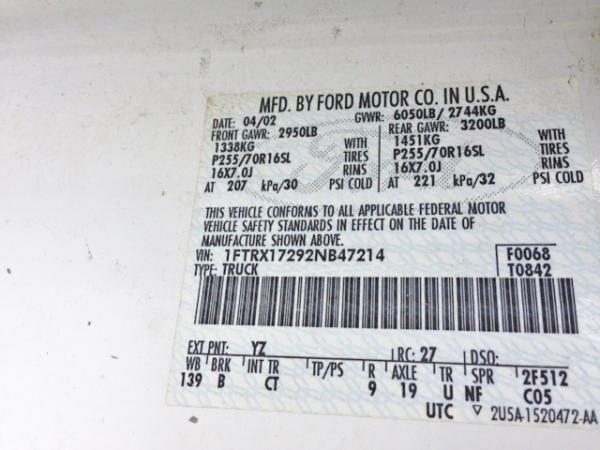 MFD. BY FORD MOTOR CO. IN U.S.A.
DATE: 04/02 GVWR: 6050LB/ 2744KG
FRONT GAWR: 2950LB REAR GAWR: 3200LB
1338KG WITH 1451KG WITH
P255/70R16SL TIRES P255/70R16SL TIRES
16X7.0J RIMS 16X7.0J RIMS
AT 207 kPa/30 PSI COLD AT 221 kPa/32 PSI COLD
THIS VEHICLE CONFORMS TO ALL APPLICABLE FEDERAL MOTOR
VEHICLE SAFETY STANDARDS IN EFFECT ON THE DATE OF
MANUFACTURE SHOWN ABOVE.
VIN: 1FTRX17292NB47214 F0068
TYPE: TRUCK T0842
EXT PNT: YZ RC: 27 DSO:
WB BRK INT TR TP/PS R AXLE TR SPR 2F512
139 B CT 9 19 U NF C05
UTC ▽ 2U5A-1520472-AA